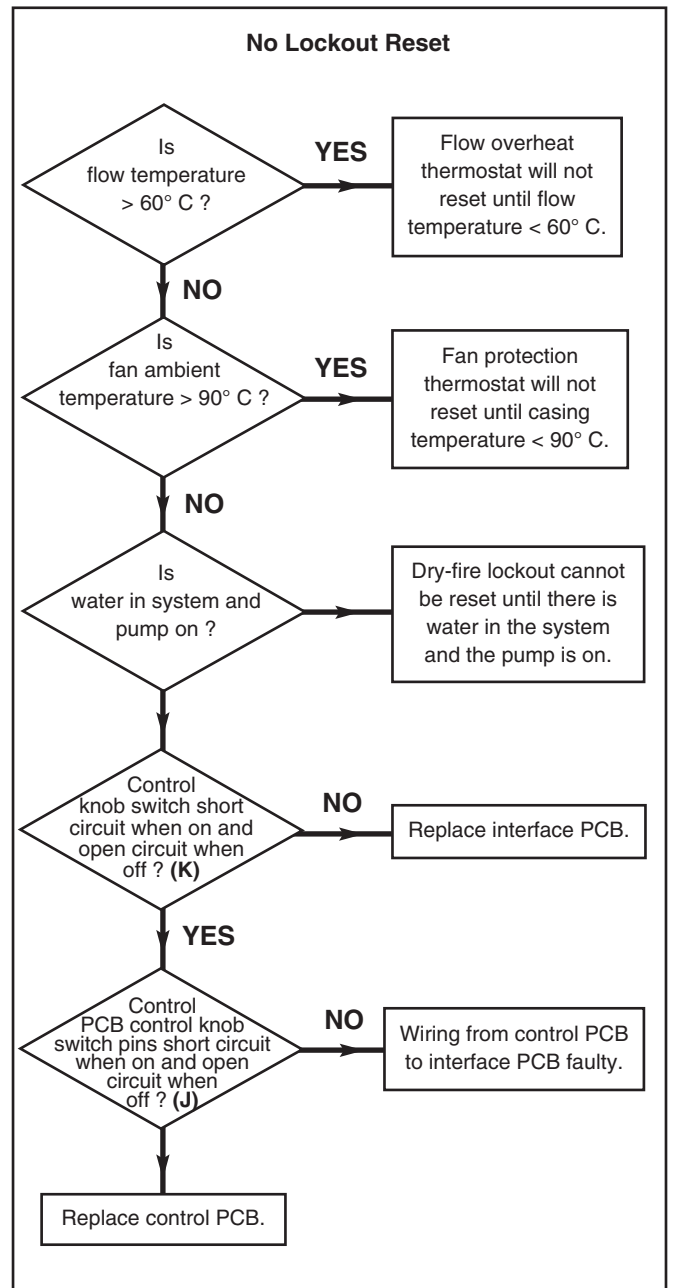 No Lockout Reset
Is
flow temperature
> 60° C ?
YES
Flow overheat
thermostat will not
reset until flow
temperature < 60° C.
NO
Is
fan ambient
temperature > 90° C ?
YES
Fan protection
thermostat will not
reset until casing
temperature < 90° C.
NO
Is
water in system and
pump on ?
Dry-fire lockout cannot
be reset until there is
water in the system
and the pump is on.
Control
knob switch short
circuit when on and
open circuit when
off ? (K)
NO
Replace interface PCB.
YES
Control
PCB control knob
switch pins short circuit
when on and open
circuit when
off ? (J)
NO
Wiring from control PCB
to interface PCB faulty.
Replace control PCB.